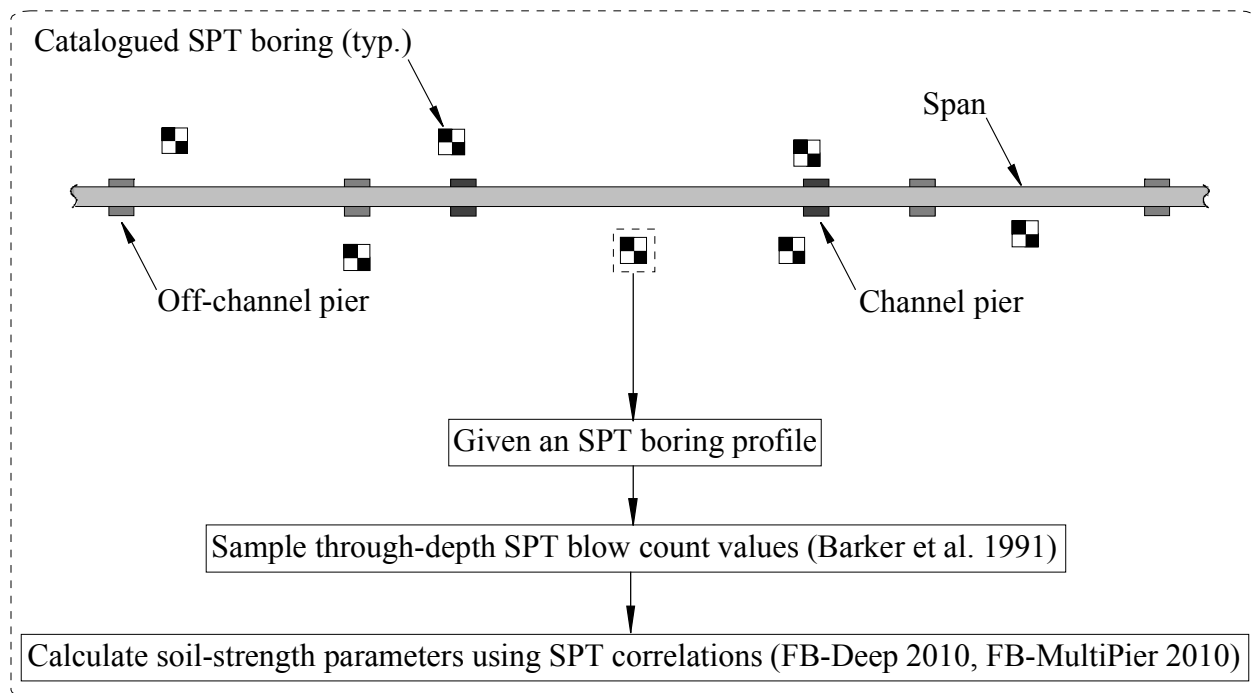 Catalogued SPT boring (typ.)
Span
Off-channel pier
Channel pier
Given an SPT boring profile
Sample through-depth SPT blow count values (Barker et al. 1991)
Calculate soil-strength parameters using SPT correlations (FB-Deep 2010, FB-MultiPier 2010)